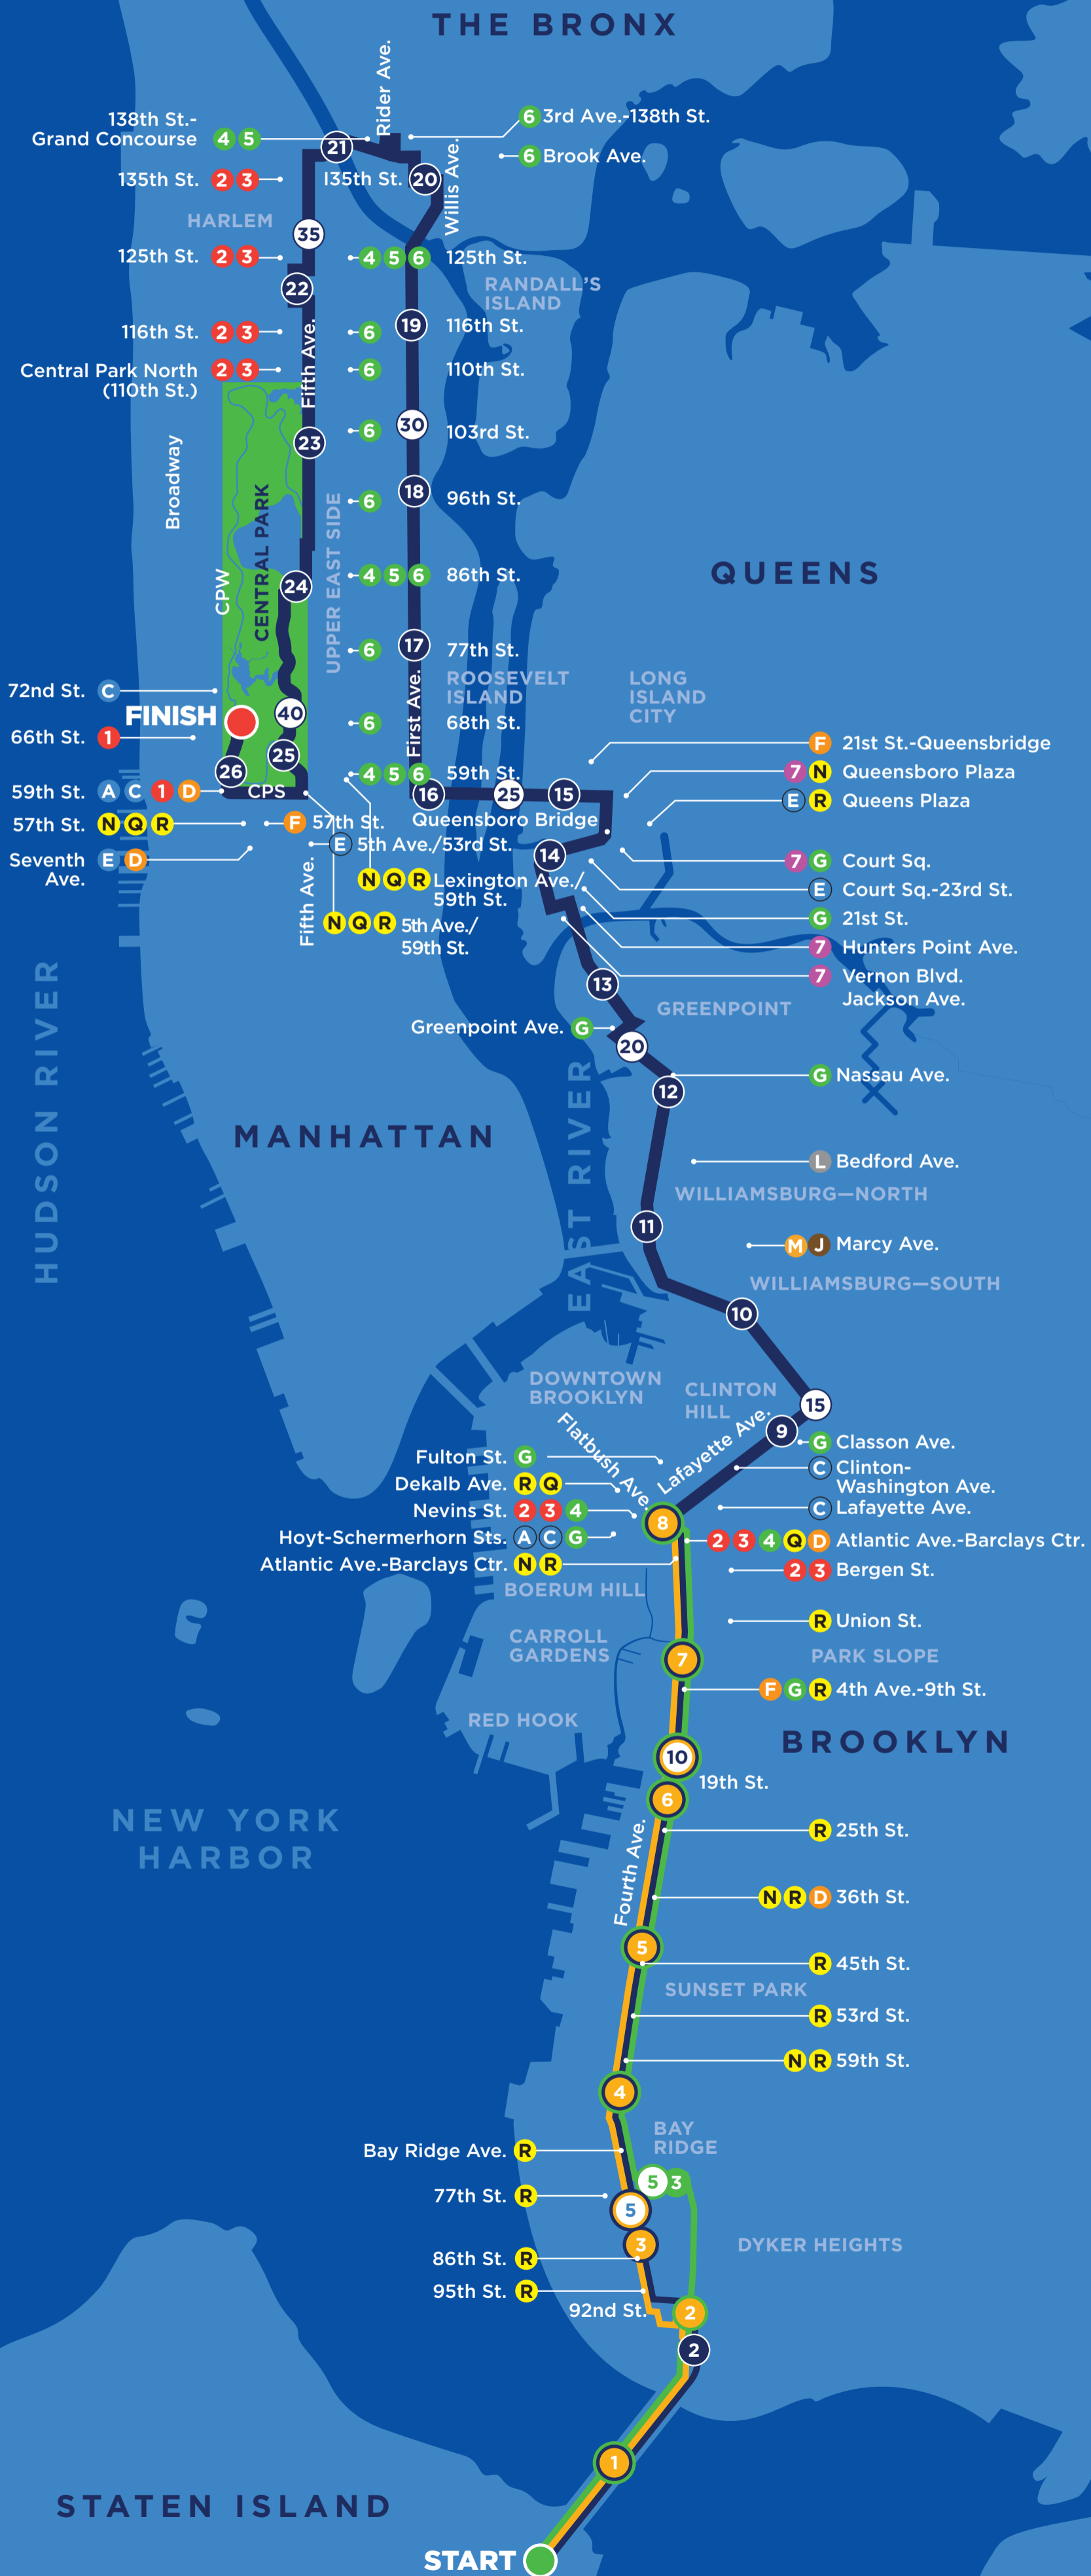 THE BRONX
Rider Ave.
138th St.-
Grand Concourse 4 5
6 3rd Ave.-138th St.
21
6 Brook Ave.
135th St. 2 3
135th St. 20
Willis Ave.
HARLEM
35
125th St. 2 3
4 5 6 125th St.
22
RANDALL'S
ISLAND
116th St. 2 3
6 19 116th St.
Fifth Ave.
Central Park North 2 3
(110th St.)
6 110th St.
6 30 103rd St.
23
Broadway
6 18 96th St.
CENTRAL PARK
UPPER EAST SIDE
CPW
24
4 5 6 86th St.
QUEENS
6 17 77th St.
First Ave.
ROOSEVELT
ISLAND
LONG
ISLAND
CITY
72nd St. C
FINISH
40
6 68th St.
66th St. 1
25
26
F 21st St.-Queensbridge
7 N Queensboro Plaza
4 5 6 59th St.
59th St. A C 1 D
CPS
16 25 15
E R Queens Plaza
Queensboro Bridge
57th St. N Q R
F 57th St.
E 5th Ave./53rd St.
Seventh E D
Ave.
14
7 G Court Sq.
N Q R Lexington Ave./
59th St.
E Court Sq.-23rd St.
Fifth Ave.
N Q R 5th Ave./
59th St.
G 21st St.
7 Hunters Point Ave.
7 Vernon Blvd.
Jackson Ave.
13
GREENPOINT
Greenpoint Ave. G
20
HUDSON RIVER
EAST RIVER
G Nassau Ave.
12
MANHATTAN
L Bedford Ave.
WILLIAMSBURG—NORTH
11
M J Marcy Ave.
WILLIAMSBURG—SOUTH
10
DOWNTOWN
BROOKLYN
CLINTON
HILL
15
9
Flatbush Ave.
Lafayette Ave.
G Classon Ave.
Fulton St. G
C Clinton-
Washington Ave.
Dekalb Ave. R Q
C Lafayette Ave.
Nevins St. 2 3 4
8
Hoyt-Schermerhorn Sts. A C G
2 3 4 Q D Atlantic Ave.-Barclays Ctr.
Atlantic Ave.-Barclays Ctr. N R
2 3 Bergen St.
BOERUM HILL
R Union St.
CARROLL
GARDENS
7
PARK SLOPE
F G R 4th Ave.-9th St.
RED HOOK
BROOKLYN
10
19th St.
6
NEW YORK
HARBOR
R 25th St.
Fourth Ave.
N R D 36th St.
5
R 45th St.
SUNSET PARK
R 53rd St.
N R 59th St.
4
BAY
RIDGE
Bay Ridge Ave. R
5 3
77th St. R
5
3
DYKER HEIGHTS
86th St. R
95th St. R
92nd St. 2
2
1
STATEN ISLAND
START